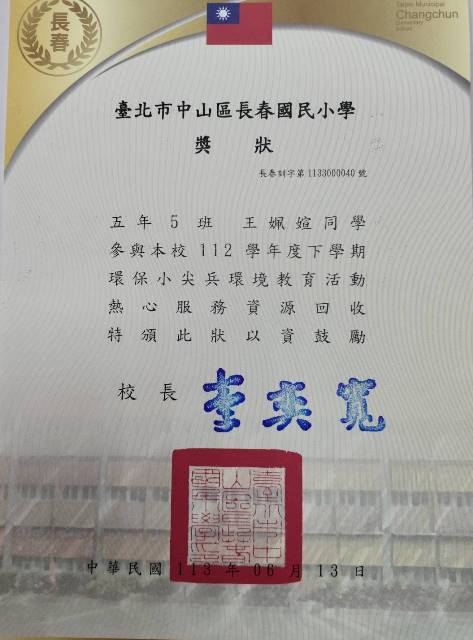 長春
Taipei Municipal
Changchun
Elementary
School
臺北市中山區長春國民小學
獎狀
長春訓字第1133000040號
五年5班 王姵媗同學
參與本校112學年度下學期
環保小尖兵環境教育活動
熱心服務資源回收
特頒此狀以資鼓勵
校長 李英寬
中華民國113年06月13日